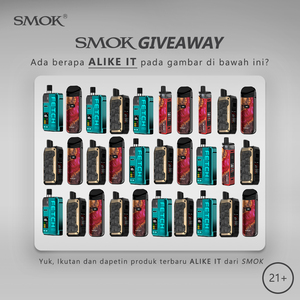 SMOK
SMOK GIVEAWAY
Ada berapa ALIKE IT pada gambar di bawah ini?
Yuk, Ikutan dan dapetin produk terbaru ALIKE IT dari SMOK
21+